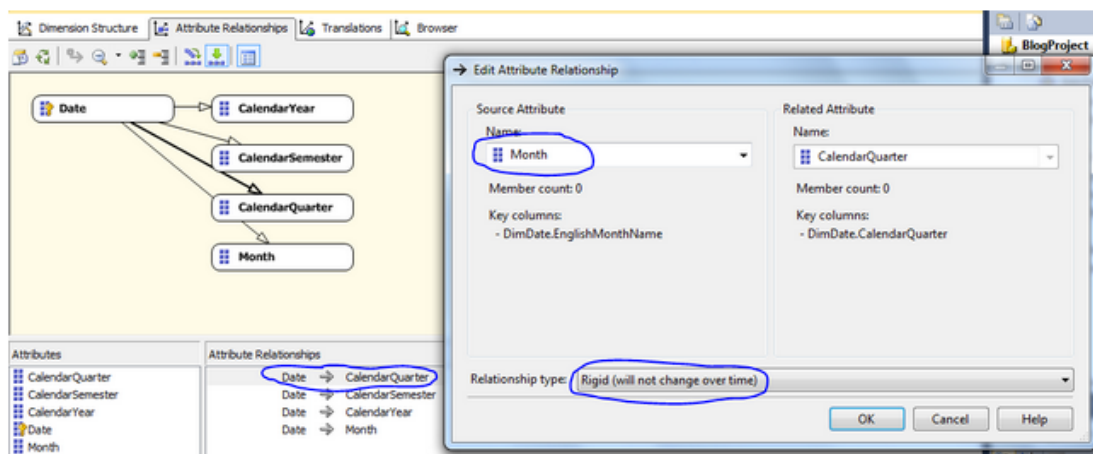 Dimension Structure Attribute Relationships Translations Browser
BlogProject
Date
CalendarYear
CalendarSemester
CalendarQuarter
Month
Attributes
CalendarQuarter
CalendarSemester
CalendarYear
Date
Month
Attribute Relationships
Date CalendarQuarter
Date CalendarSemester
Date CalendarYear
Date Month
Edit Attribute Relationship
Source Attribute
Name:
Month
Member count: 0
Key columns:
- DimDate.EnglishMonthName
Related Attribute
Name:
CalendarQuarter
Member count: 0
Key columns:
- DimDate.CalendarQuarter
Relationship type: Rigid (will not change over time)
OK Cancel Help